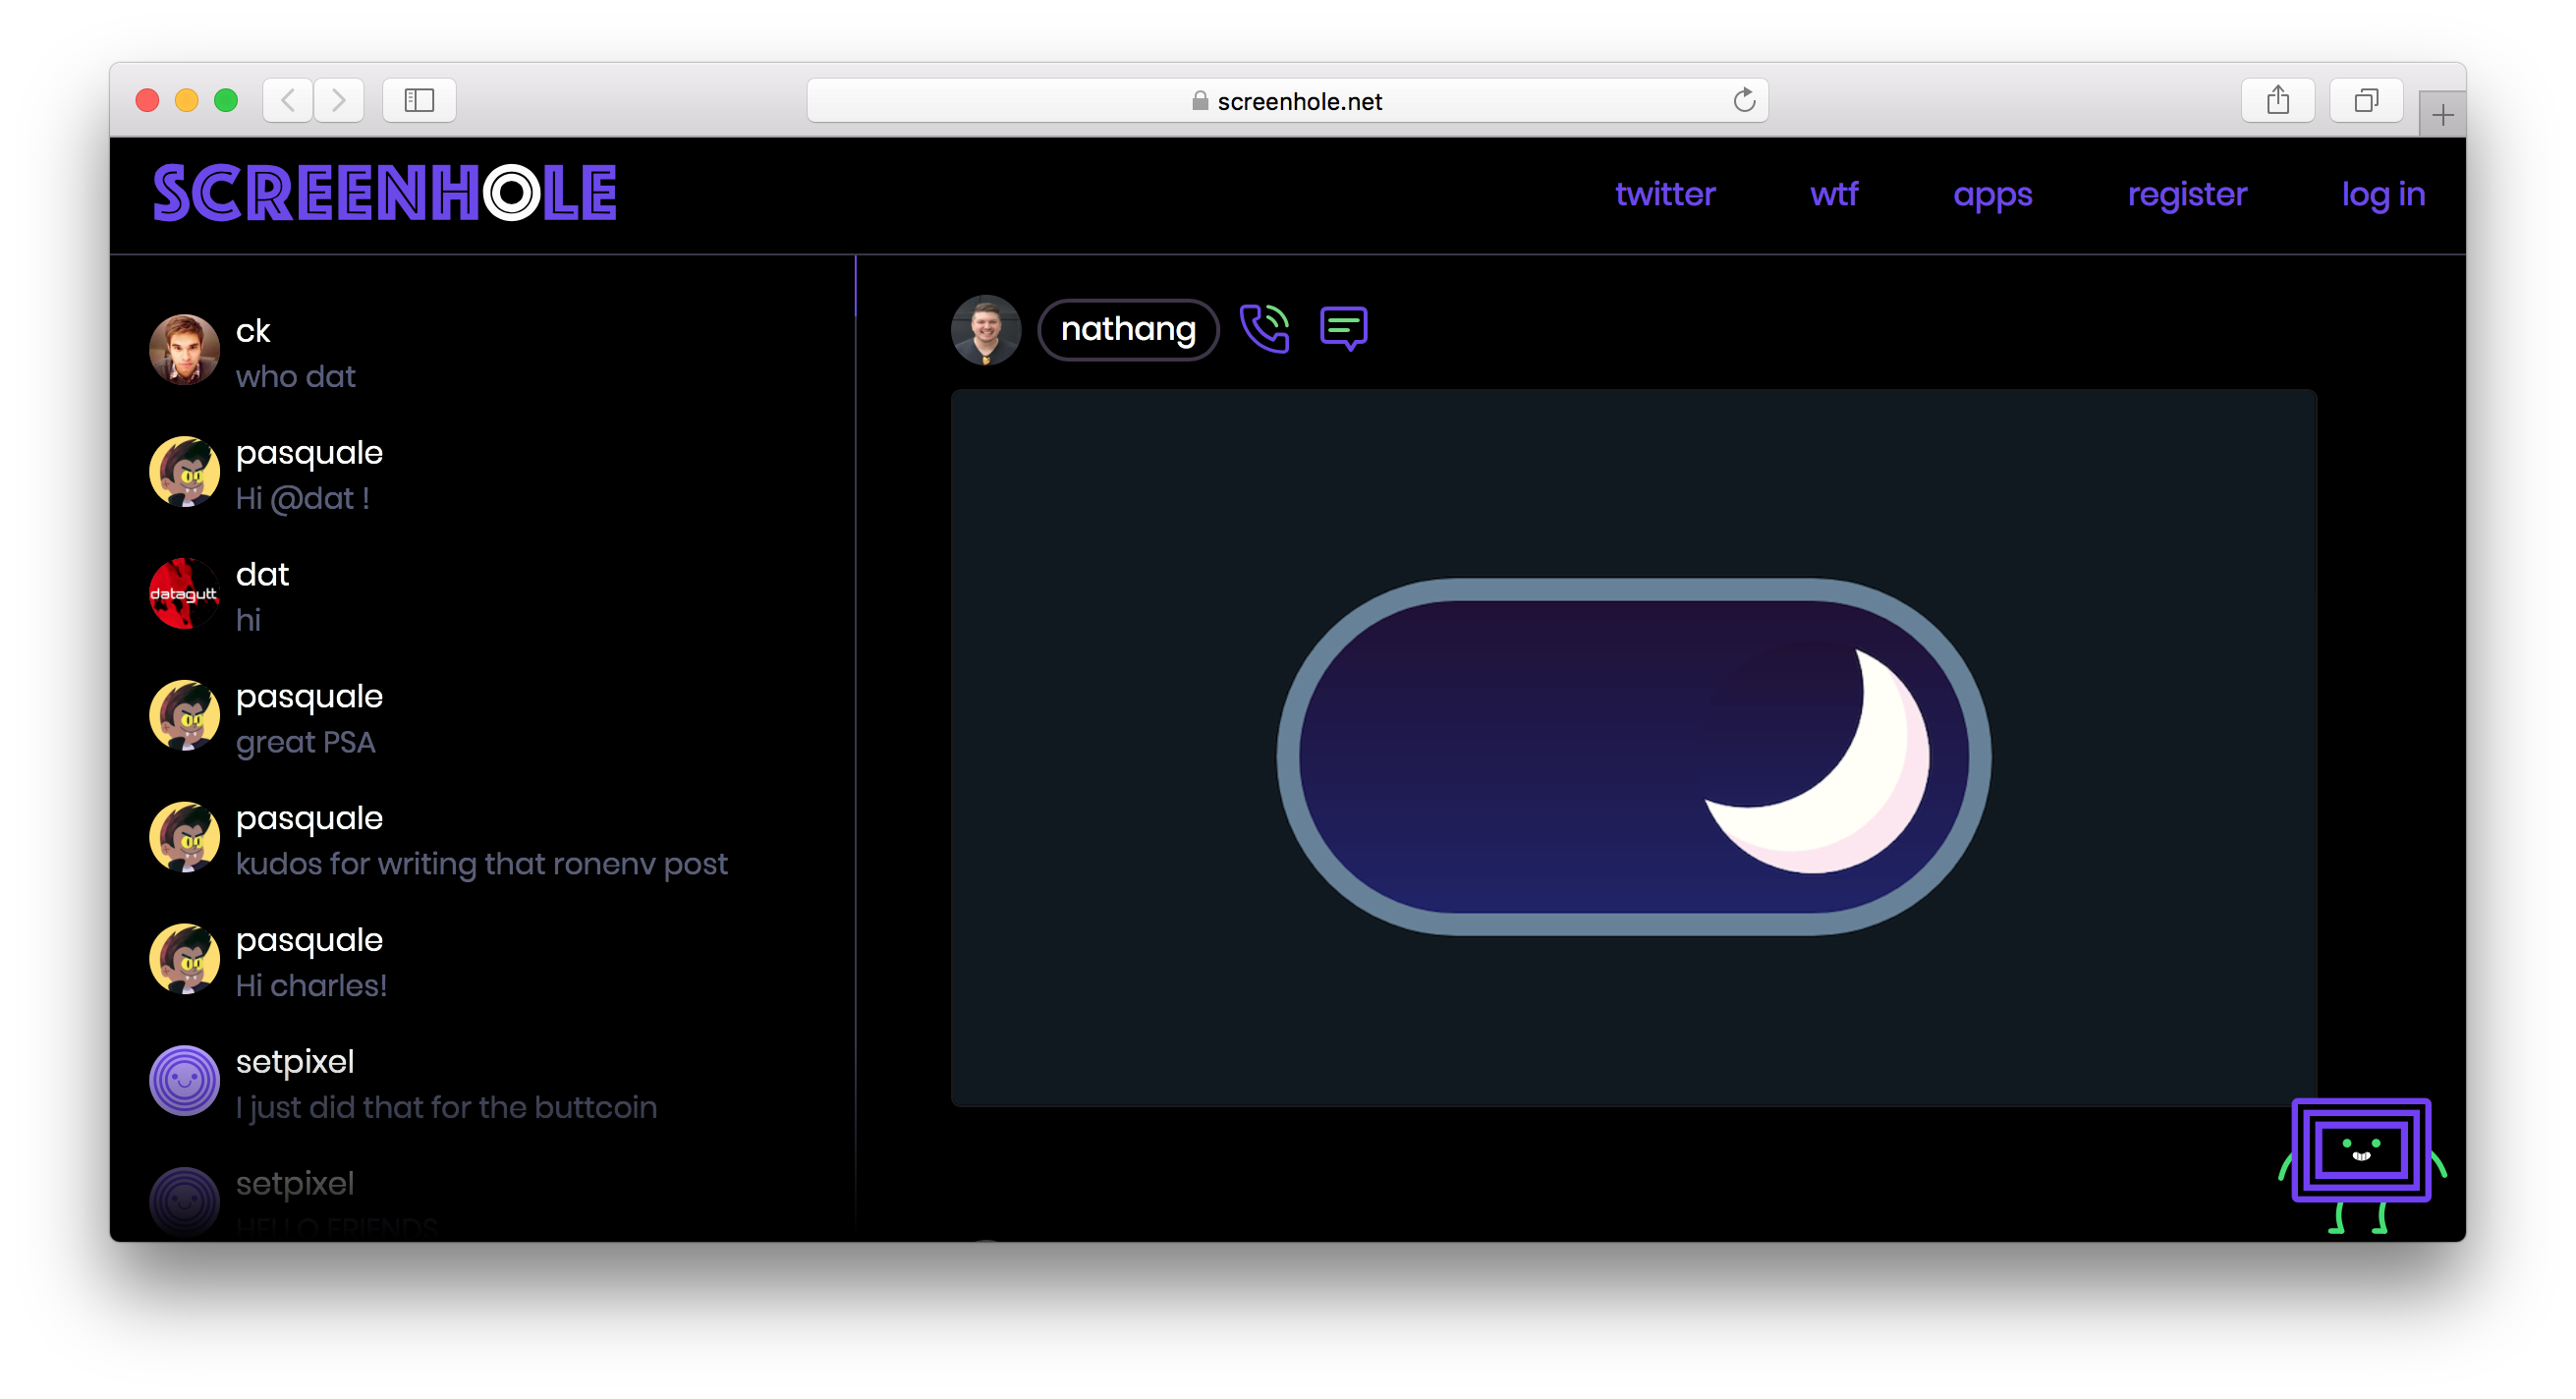 screenhole.net
SCREENHOLE
twitter wtf apps register log in
ck
who dat
pasquale
Hi @dat !
datagutt
dat
hi
pasquale
great PSA
pasquale
kudos for writing that ronenv post
pasquale
Hi charles!
setpixel
I just did that for the buttcoin
setpixel
HELLO FRIENDS
nathang